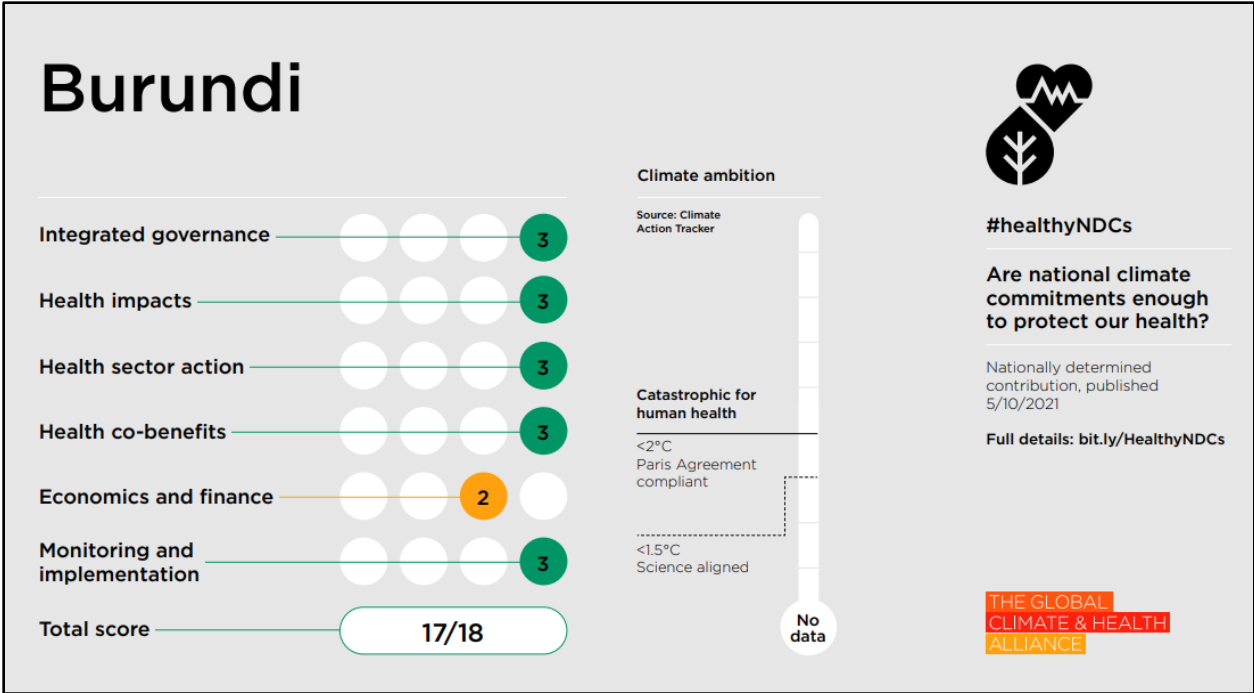 Burundi
Integrated governance
3
Health impacts
3
Health sector action
3
Health co-benefits
3
Economics and finance
2
Monitoring and
implementation
3
Total score
17/18
Climate ambition
Source: Climate
Action Tracker
Catastrophic for
human health
<2°C
Paris Agreement
compliant
<1.5°C
Science aligned
No
data
#healthyNDCs
Are national climate
commitments enough
to protect our health?
Nationally determined
contribution, published
5/10/2021
Full details: bit.ly/HealthyNDCs
THE GLOBAL
CLIMATE & HEALTH
ALLIANCE